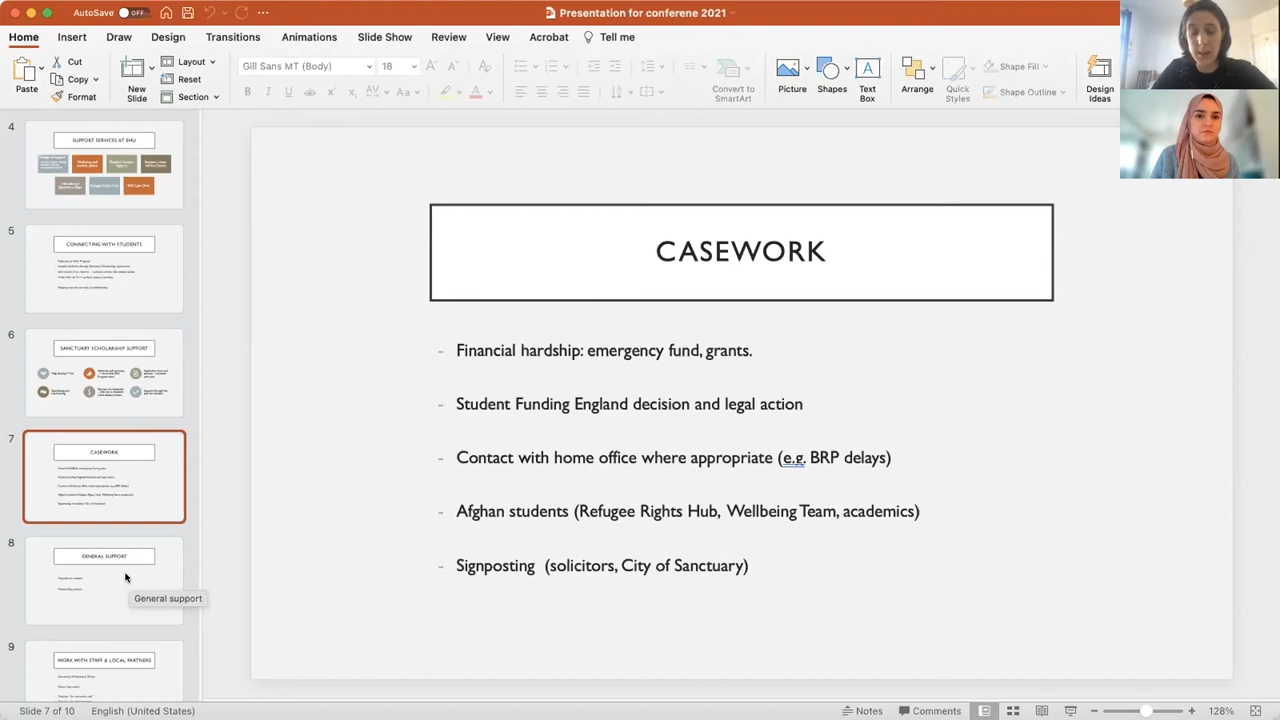 AutoSave OFF
Presentation for conferene 2021
Home Insert Draw Design Transitions Animations Slide Show Review View Acrobat Tell me
Paste
Cut
Copy
Format
New
Slide
Layout
Reset
Section
Gill Sans MT (Body) 18
Convert to
SmartArt
Picture
Shapes
Text
Box
Arrange
Quick
Styles
Shape Fill
Shape Outline
Design
Ideas
4
SUPPORT SERVICES AT SHU
5
CONNECTING WITH STUDENTS
6
SANCTUARY SCHOLARSHIP SUPPORT
7
CASEWORK
8
GENERAL SUPPORT
General support
9
WORK WITH STAFF & LOCAL PARTNERS
CASEWORK
- Financial hardship: emergency fund, grants.
- Student Funding England decision and legal action
- Contact with home office where appropriate (e.g. BRP delays)
- Afghan students (Refugee Rights Hub, Wellbeing Team, academics)
- Signposting (solicitors, City of Sanctuary)
Slide 7 of 10 English (United States)
Notes Comments 128%